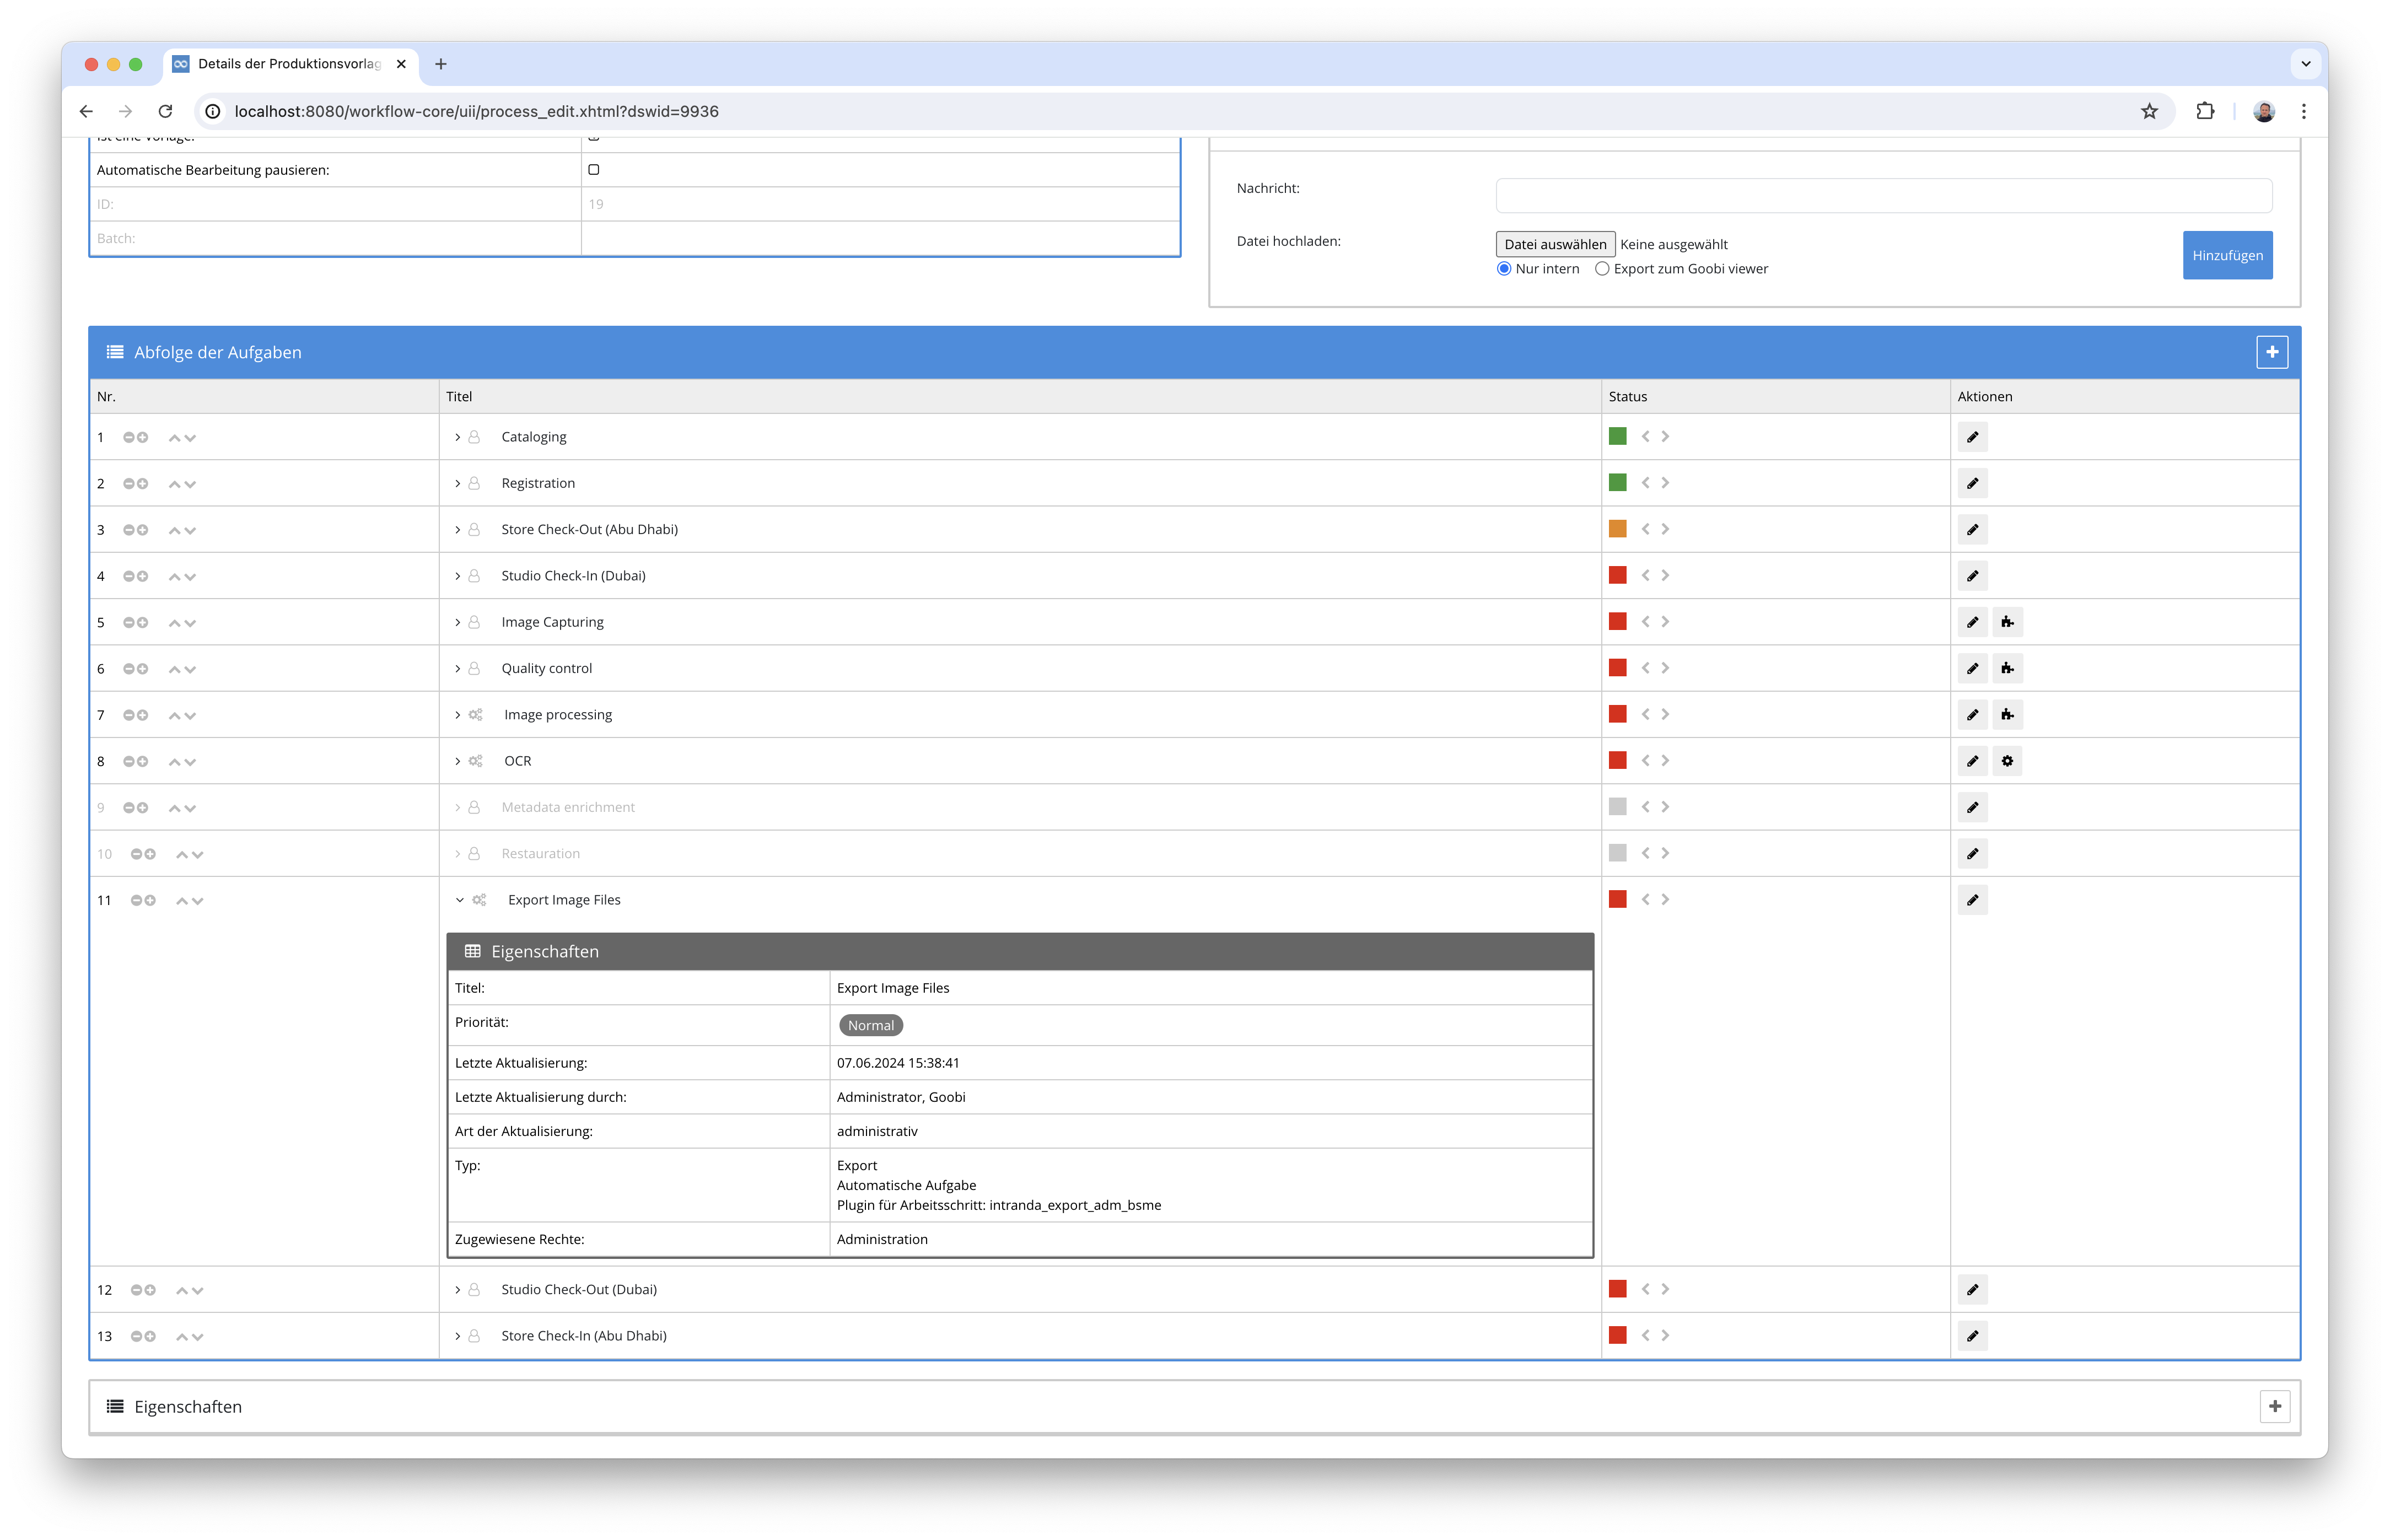 Details der Produktionsvorlag
localhost:8080/workflow-core/uii/process_edit.xhtml?dswid=9936
Ist eine Vorlage:
Automatische Bearbeitung pausieren:
ID: 19
Batch:
Nachricht:
Datei hochladen: Datei auswählen Keine ausgewählt
Nur intern Export zum Goobi viewer
Hinzufügen
Abfolge der Aufgaben
Nr. Titel Status Aktionen
1 Cataloging
2 Registration
3 Store Check-Out (Abu Dhabi)
4 Studio Check-In (Dubai)
5 Image Capturing
6 Quality control
7 Image processing
8 OCR
9 Metadata enrichment
10 Restauration
11 Export Image Files
Eigenschaften
Titel: Export Image Files
Priorität: Normal
Letzte Aktualisierung: 07.06.2024 15:38:41
Letzte Aktualisierung durch: Administrator, Goobi
Art der Aktualisierung: administrativ
Typ: Export
Automatische Aufgabe
Plugin für Arbeitsschritt: intranda_export_adm_bsme
Zugewiesene Rechte: Administration
12 Studio Check-Out (Dubai)
13 Store Check-In (Abu Dhabi)
Eigenschaften